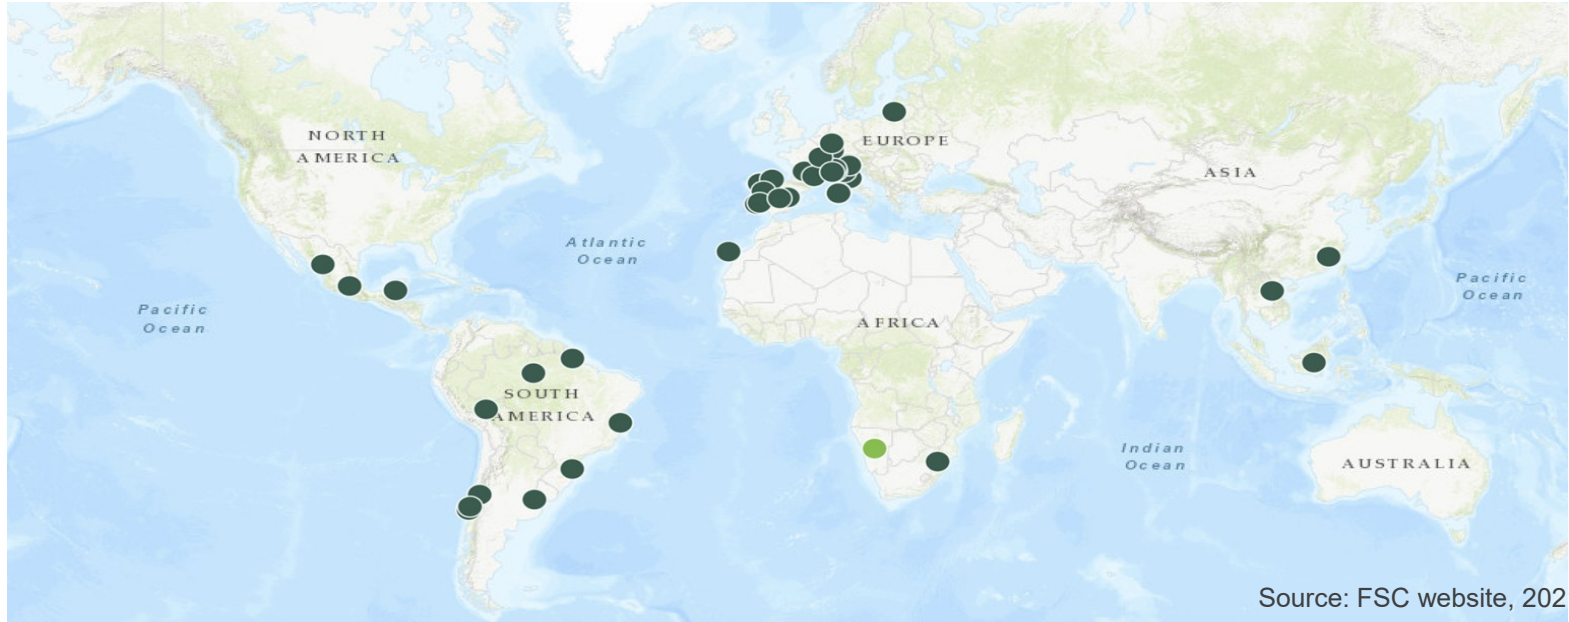 NORTH
AMERICA
EUROPE
ASIA
Atlantic
Ocean
Pacific
Ocean
Pacific
Ocean
AFRICA
SOUTH
AMERICA
Indian
Ocean
AUSTRALIA
Source: FSC website, 202